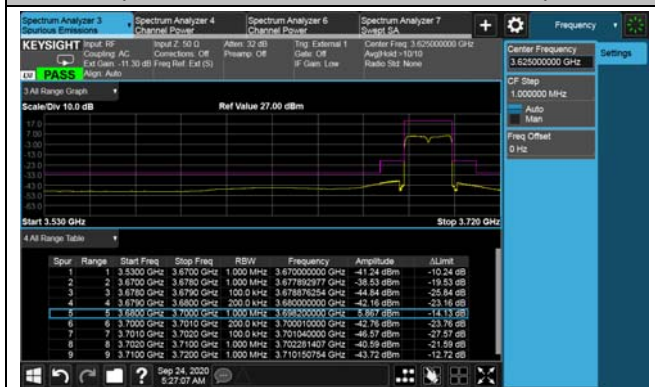 Spectrum Analyzer 3
Spurious Emissions
Spectrum Analyzer 4
Channel Power
Spectrum Analyzer 6
Channel Power
Spectrum Analyzer 7
Swept SA
+
Frequency
KEYSIGHT
Input: RF
Coupling: AC
Ext Gain: -11.30 dB
Align: Auto
Input Z: 50 Ω
Corrections: Off
Freq Ref: Ext (S)
Atten: 32 dB
Preamp: Off
Trig: External 1
Gate: Off
IF Gain: Low
Center Freq: 3.625000000 GHz
Avg|Hold:>10/10
Radio Std: None
LXI
PASS
Center Frequency
3.625000000 GHz
Settings
CF Step
1.000000 MHz
Auto
Man
Freq Offset
0 Hz
3 All Range Graph
Scale/Div 10.0 dB
Ref Value 27.00 dBm
17.0
7.00
-3.00
-13.0
-23.0
-33.0
-43.0
-53.0
-63.0
Start 3.530 GHz
Stop 3.720 GHz
4 All Range Table
Spur Range Start Freq Stop Freq RBW Frequency Amplitude ΔLimit
1 1 3.5300 GHz 3.6700 GHz 1.000 MHz 3.670000000 GHz -41.24 dBm -10.24 dB
2 2 3.6700 GHz 3.6780 GHz 1.000 MHz 3.677892977 GHz -38.53 dBm -19.53 dB
3 3 3.6780 GHz 3.6790 GHz 100.0 kHz 3.678876254 GHz -44.84 dBm -25.84 dB
4 4 3.6790 GHz 3.6800 GHz 200.0 kHz 3.680000000 GHz -42.16 dBm -23.16 dB
5 5 3.6800 GHz 3.7000 GHz 1.000 MHz 3.698200000 GHz 5.867 dBm -14.13 dB
6 6 3.7000 GHz 3.7010 GHz 200.0 kHz 3.700010000 GHz -42.76 dBm -23.76 dB
7 7 3.7010 GHz 3.7020 GHz 100.0 kHz 3.701040000 GHz -46.57 dBm -27.57 dB
8 8 3.7020 GHz 3.7100 GHz 1.000 MHz 3.702281407 GHz -40.59 dBm -21.59 dB
9 9 3.7100 GHz 3.7200 GHz 1.000 MHz 3.710150754 GHz -43.72 dBm -12.72 dB
Sep 24, 2020
5:27:07 AM